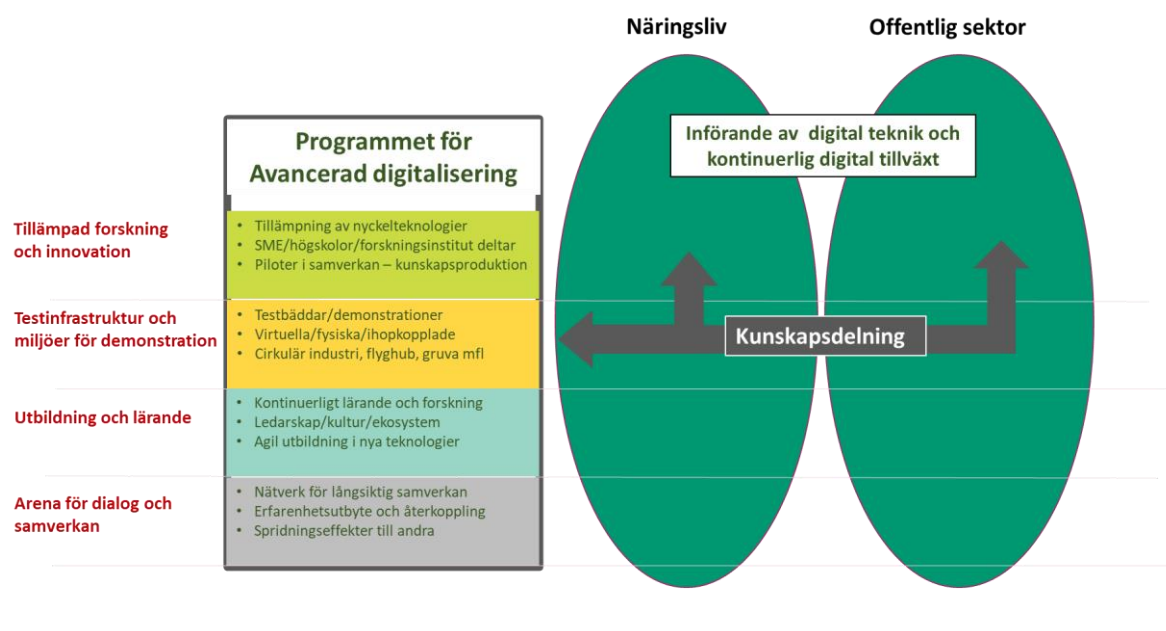 Näringsliv
Offentlig sektor
Programmet för
Avancerad digitalisering
Införande av digital teknik och
kontinuerlig digital tillväxt
Tillämpad forskning
och innovation
• Tillämpning av nyckelteknologier
• SME/högskolor/forskningsinstitut deltar
• Piloter i samverkan – kunskapsproduktion
Testinfrastruktur och
miljöer för demonstration
• Testbäddar/demonstrationer
• Virtuella/fysiska/ihopkopplade
• Cirkulär industri, flyghub, gruva mfl
Kunskapsdelning
Utbildning och lärande
• Kontinuerligt lärande och forskning
• Ledarskap/kultur/ekosystem
• Agil utbildning i nya teknologier
Arena för dialog och
samverkan
• Nätverk för långsiktig samverkan
• Erfarenhetsutbyte och återkoppling
• Spridningseffekter till andra